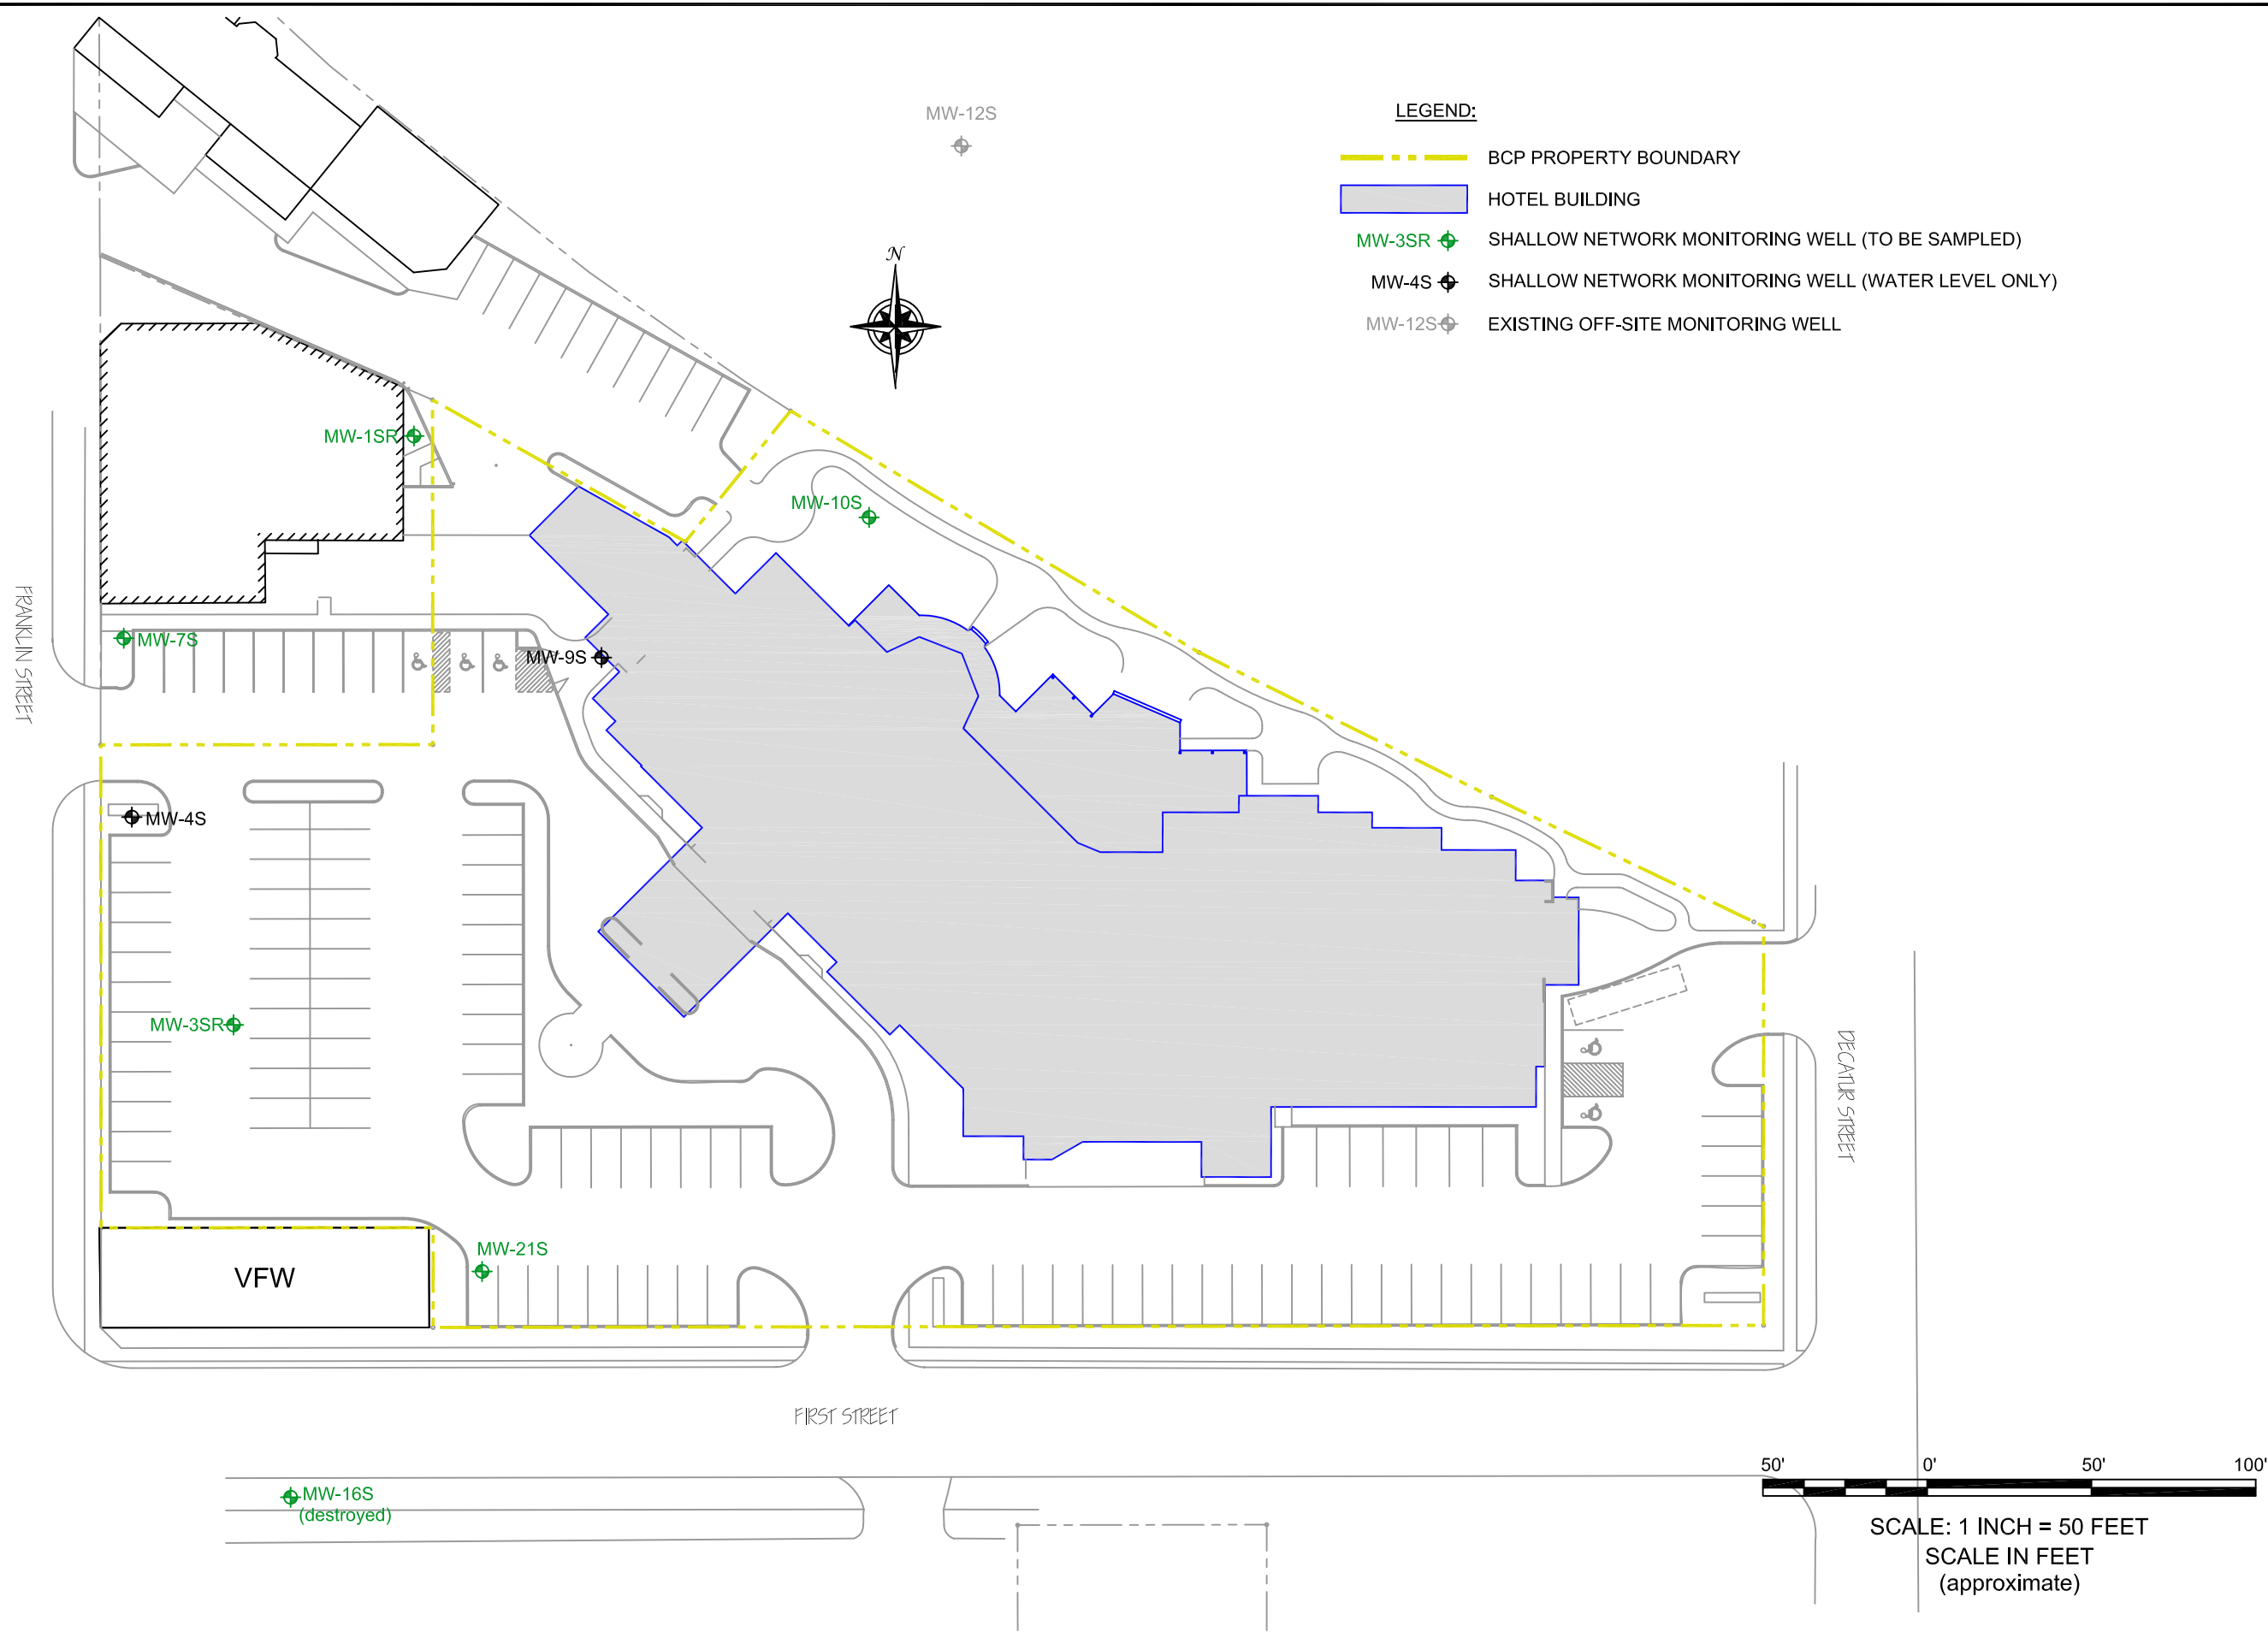 MW-12S
LEGEND:
BCP PROPERTY BOUNDARY
HOTEL BUILDING
MW-3SR SHALLOW NETWORK MONITORING WELL (TO BE SAMPLED)
MW-4S SHALLOW NETWORK MONITORING WELL (WATER LEVEL ONLY)
MW-12S EXISTING OFF-SITE MONITORING WELL
N
MW-1SR
MW-10S
FRANKLIN STREET
MW-7S
MW-9S
MW-4S
MW-3SR
DECATUR STREET
MW-21S
VFW
FIRST STREET
50' 0' 50' 100'
MW-16S
(destroyed)
SCALE: 1 INCH = 50 FEET
SCALE IN FEET
(approximate)